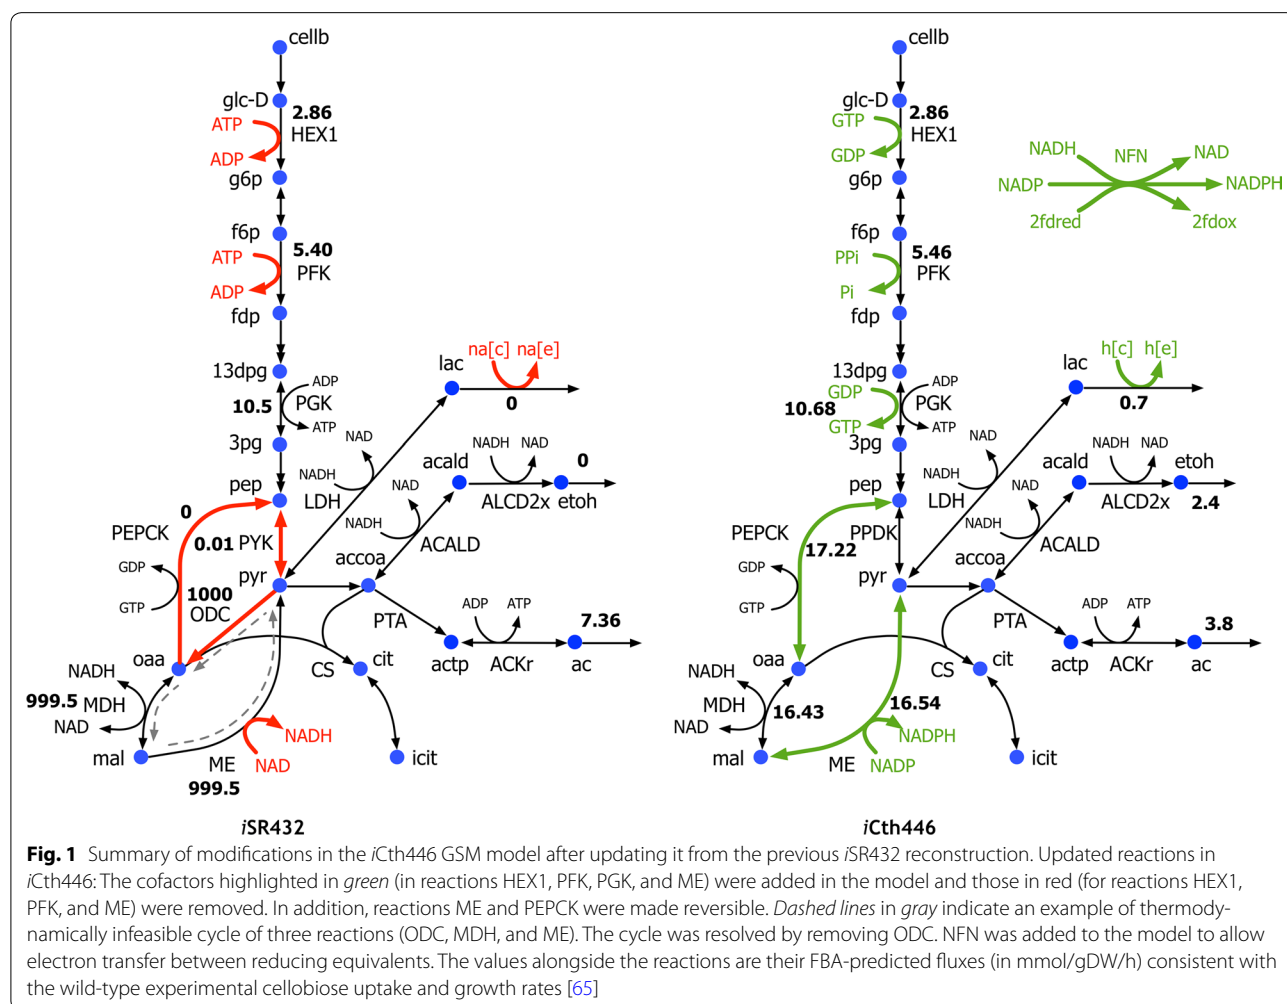 cellb
glc-D
2.86
ATP
HEX1
ADP
g6p
f6p
5.40
ATP
PFK
ADP
fdp
13dpg
ADP
10.5
PGK
ATP
3pg
pep
lac
na[c] na[e]
0
NAD
NADH
LDH
acald
NADH NAD
0
ALCD2x etoh
NAD
NADH
ACALD
0
PEPCK
0.01 PYK
GDP
GTP
1000
ODC
pyr
accoa
PTA
ADP ATP
7.36
actp
ACKr
ac
oaa
CS
cit
NADH
999.5
MDH
NAD
mal
ME
999.5
NADH
NAD
icit
iSR432
cellb
glc-D
2.86
GTP
HEX1
GDP
g6p
f6p
5.46
PPi
PFK
Pi
fdp
13dpg
GDP
ADP
10.68
PGK
GTP
ATP
3pg
pep
NADH
NFN
NAD
NADP
NADPH
2fdred
2fdox
lac
h[c] h[e]
0.7
NAD
NADH
LDH
acald
NADH NAD
etoh
ALCD2x
2.4
NAD
NADH
ACALD
PEPCK
PPDK
17.22
GDP
GTP
pyr
accoa
PTA
ADP ATP
3.8
actp
ACKr
ac
oaa
CS
cit
NADH
MDH
16.43
NAD
16.54
mal
ME
NADPH
NADP
icit
iCth446
Fig. 1 Summary of modifications in the iCth446 GSM model after updating it from the previous iSR432 reconstruction. Updated reactions in
iCth446: The cofactors highlighted in green (in reactions HEX1, PFK, PGK, and ME) were added in the model and those in red (for reactions HEX1,
PFK, and ME) were removed. In addition, reactions ME and PEPCK were made reversible. Dashed lines in gray indicate an example of thermody-
namically infeasible cycle of three reactions (ODC, MDH, and ME). The cycle was resolved by removing ODC. NFN was added to the model to allow
electron transfer between reducing equivalents. The values alongside the reactions are their FBA-predicted fluxes (in mmol/gDW/h) consistent with
the wild-type experimental cellobiose uptake and growth rates [65]